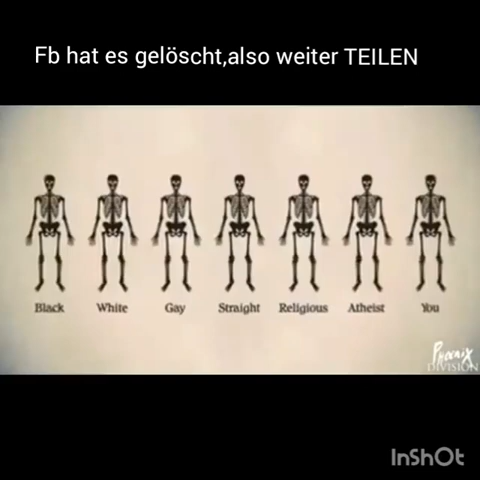 Fb hat es gelöscht,also weiter TEILEN
Black White Gay Straight Religious Atheist You
Phoenix
DIVISION
InShOt